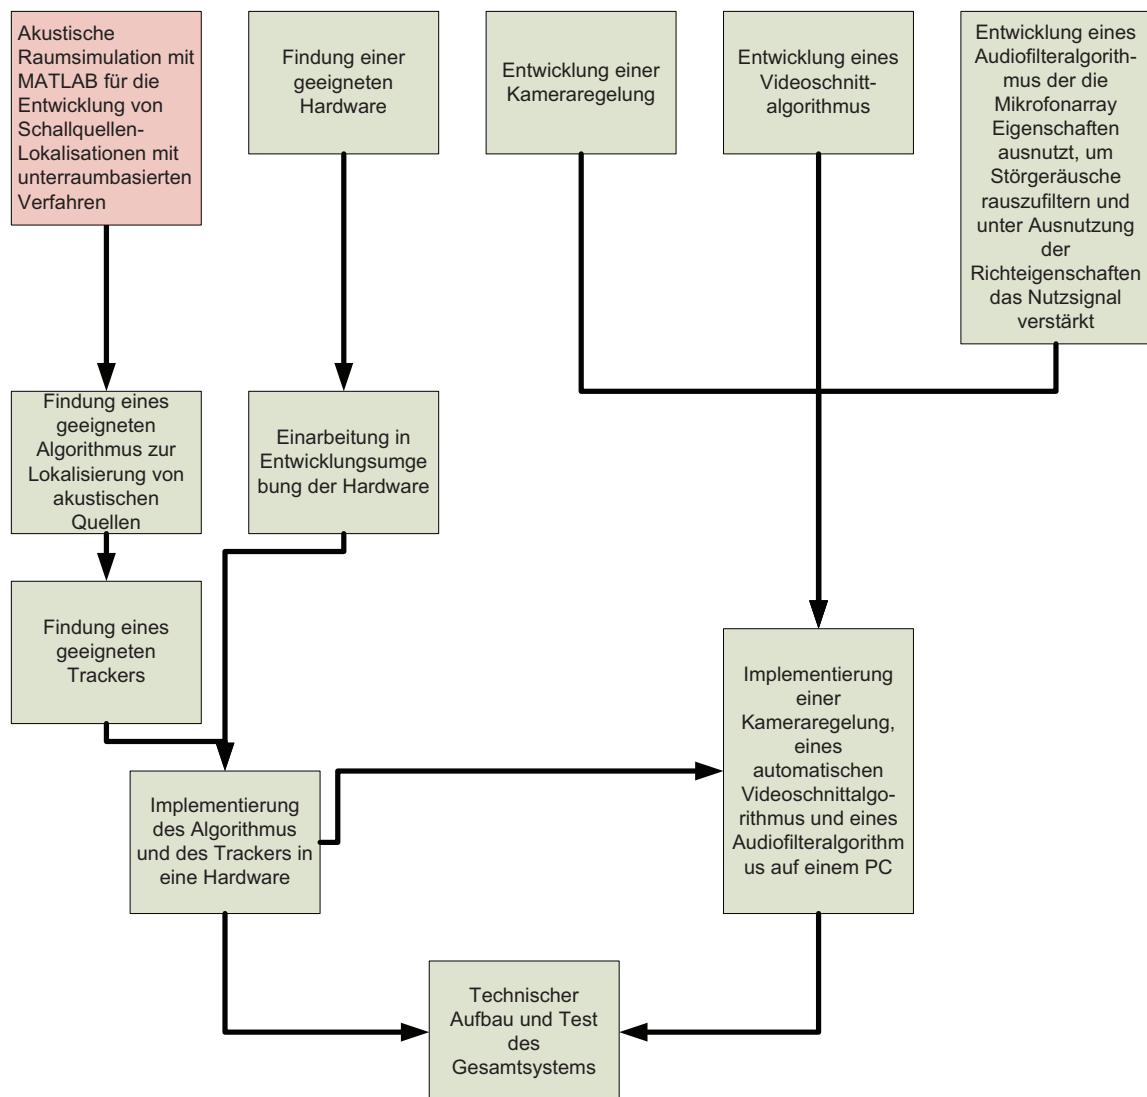 Akustische
Raumsimulation mit
MATLAB für die
Entwicklung von
Schallquellen-
Lokalisationen mit
unterraumbasierten
Verfahren
Findung einer
geeigneten
Hardware
Entwicklung einer
Kameraregelung
Entwicklung eines
Videoschnitt-
algorithmus
Entwicklung eines
Audiofilteralgorith-
mus der die
Mikrofonarray
Eigenschaften
ausnutzt, um
Störgeräusche
rauszufiltern und
unter Ausnutzung
der
Richteigenschaften
das Nutzsignal
verstärkt
Findung eines
geeigneten
Algorithmus zur
Lokalisierung von
akustischen
Quellen
Einarbeitung in
Entwicklungsumge
bung der Hardware
Findung eines
geeigneten
Trackers
Implementierung
einer
Kameraregelung,
eines
automatischen
Videoschnittalgo-
rithmus und eines
Audiofilteralgorithm
us auf einem PC
Implementierung
des Algorithmus
und des Trackers in
eine Hardware
Technischer
Aufbau und Test
des
Gesamtsystems